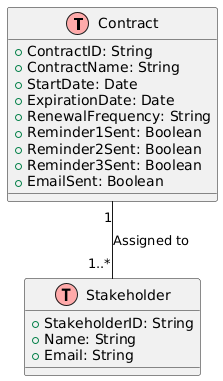 T Contract
ContractID: String
ContractName: String
StartDate: Date
ExpirationDate: Date
RenewalFrequency: String
Reminder1Sent: Boolean
Reminder2Sent: Boolean
Reminder3Sent: Boolean
EmailSent: Boolean
1
Assigned to
1..*
T Stakeholder
StakeholderID: String
Name: String
Email: String